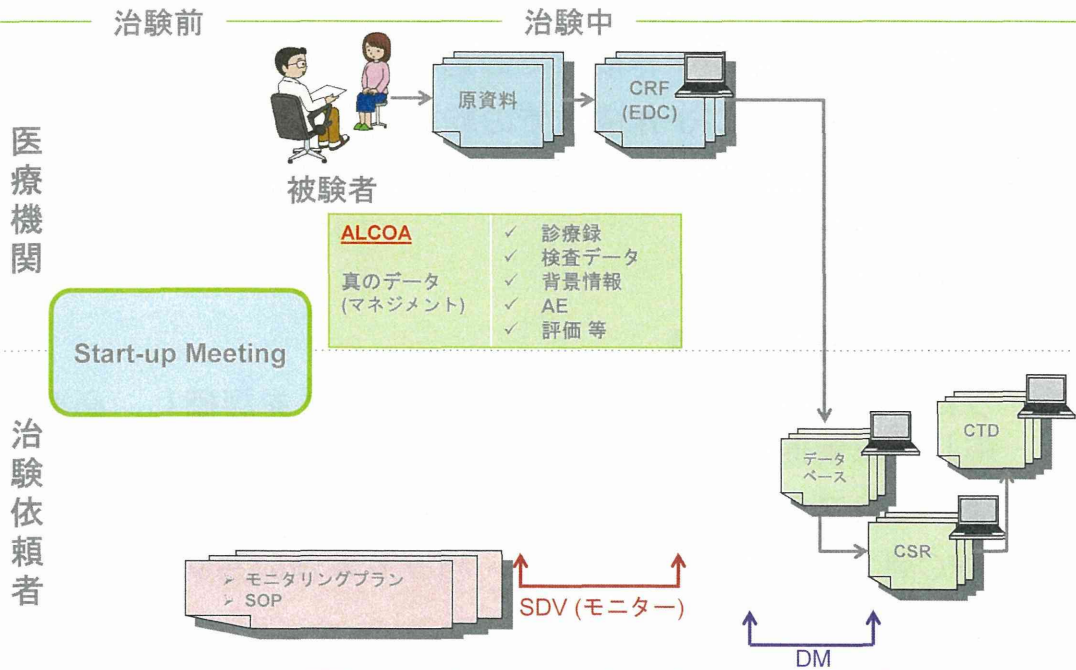 治験前
治験中
原資料
CRF
(EDC)
医療機関
被験者
ALCOA
真のデータ
(マネジメント)
✓ 診療録
✓ 検査データ
✓ 背景情報
✓ AE
✓ 評価 等
Start-up Meeting
治験依頼者
データ
ベース
CTD
CSR
➢ モニタリングプラン
➢ SOP
SDV (モニター)
DM